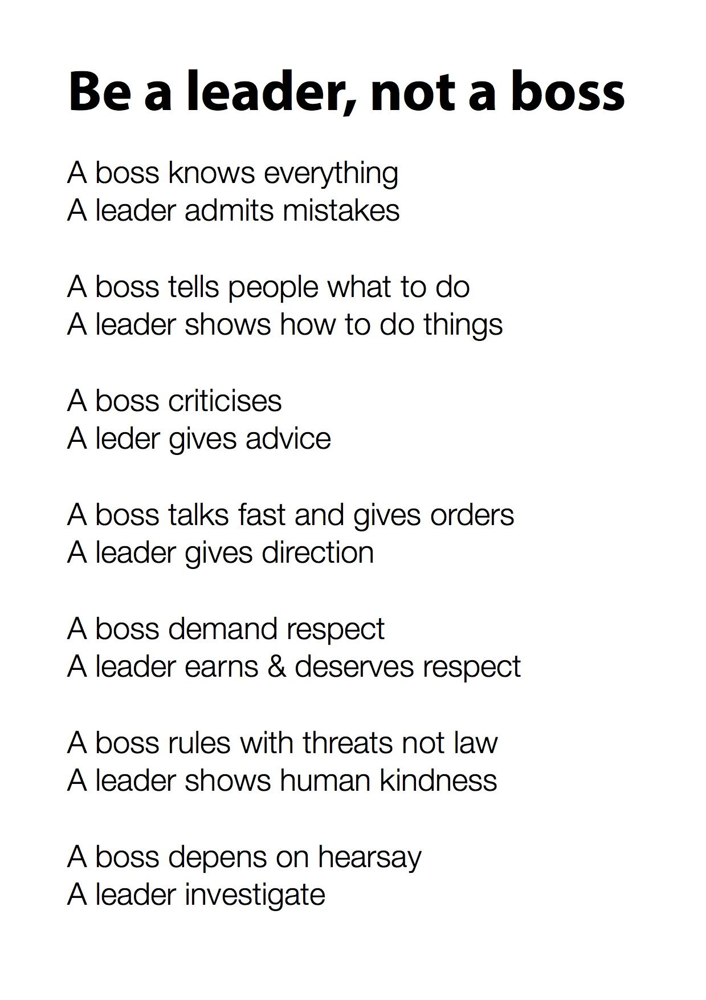 Be a leader, not a boss
A boss knows everything
A leader admits mistakes
A boss tells people what to do
A leader shows how to do things
A boss criticises
A leder gives advice
A boss talks fast and gives orders
A leader gives direction
A boss demand respect
A leader earns & deserves respect
A boss rules with threats not law
A leader shows human kindness
A boss depens on hearsay
A leader investigate